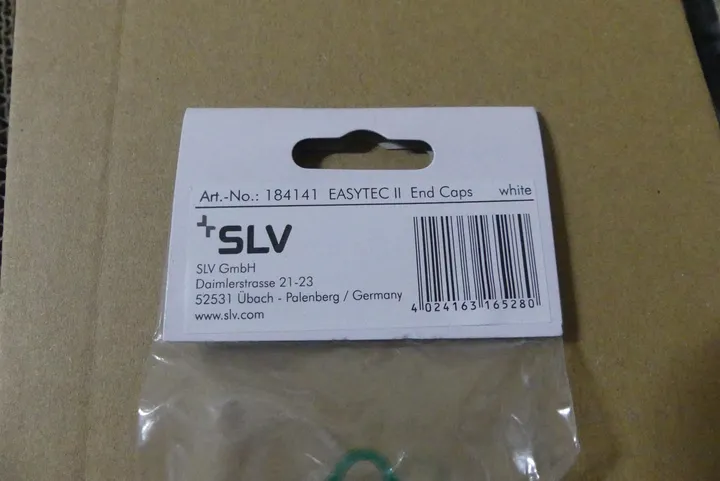 Art.-No.: 184141 EASYTEC II End Caps white
SLV
SLV GmbH
Daimlerstrasse 21-23
52531 Übach - Palenberg / Germany
www.slv.com
4 024163 165280